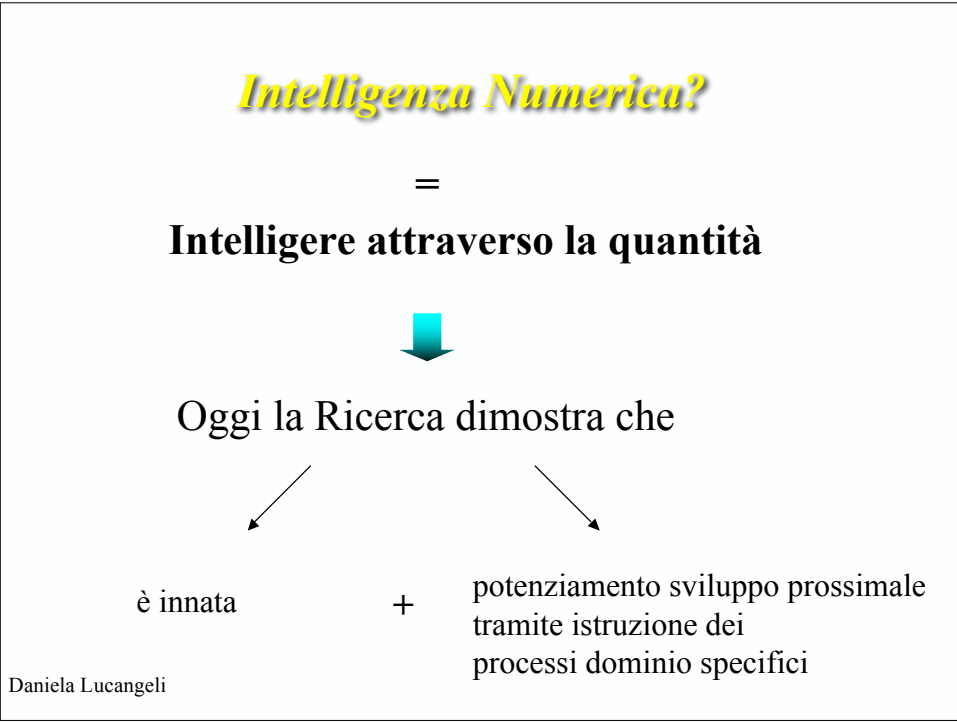 Intelligenza Numerica?
=
Intelligere attraverso la quantità
Oggi la Ricerca dimostra che
è innata
+
potenziamento sviluppo prossimale
tramite istruzione dei
processi dominio specifici
Daniela Lucangeli